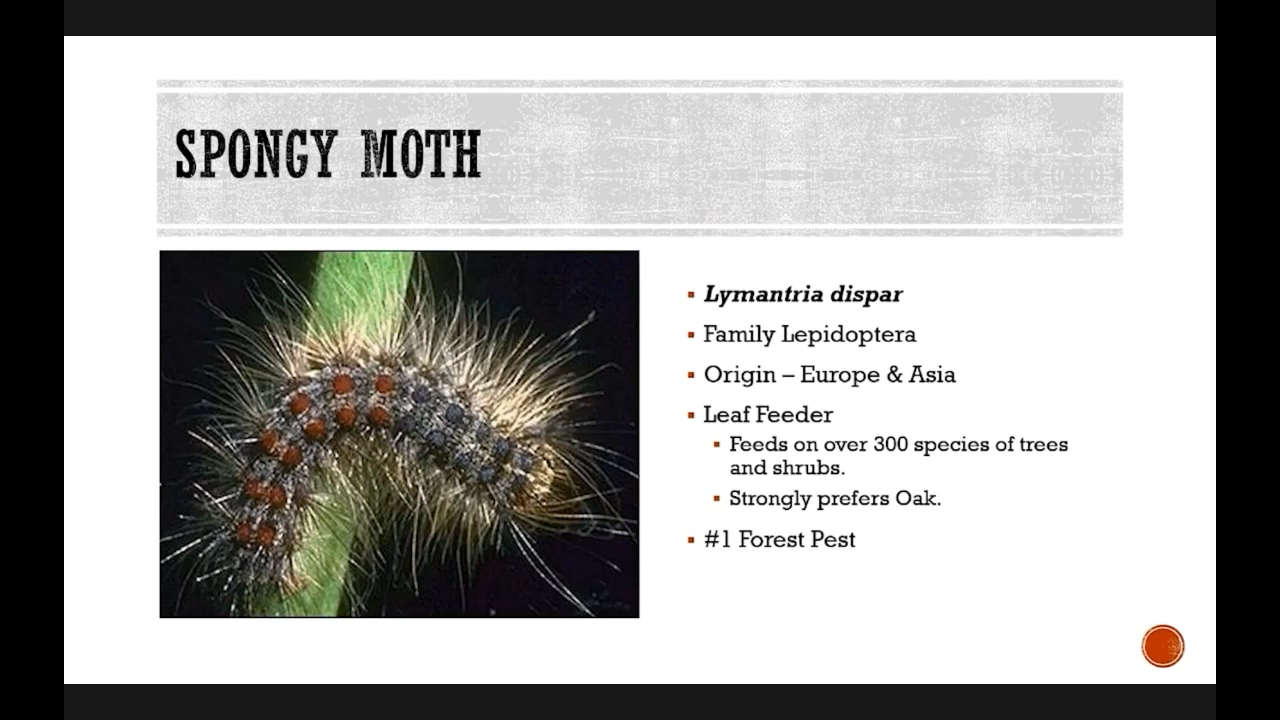 SPONGY MOTH
Lymantria dispar
Family Lepidoptera
Origin – Europe & Asia
Leaf Feeder
Feeds on over 300 species of trees
and shrubs.
Strongly prefers Oak.
#1 Forest Pest